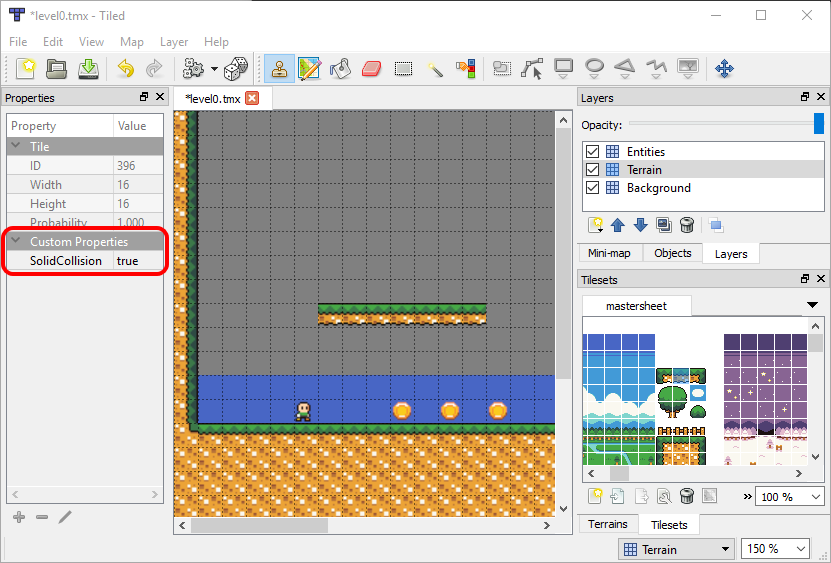 *level0.tmx - Tiled
File Edit View Map Layer Help
Properties
Property Value
Tile
ID 396
Width 16
Height 16
Probability 1.000
Custom Properties
SolidCollision true
*level0.tmx
Layers
Opacity:
Entities
Terrain
Background
Mini-map Objects Layers
Tilesets
mastersheet
» 100 %
Terrains Tilesets
Terrain 150 %